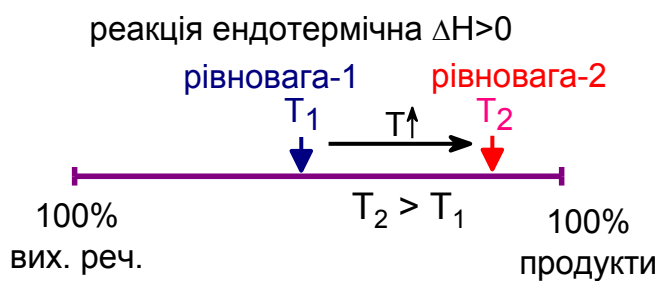 реакція ендотермічна ΔH>0
рівновага-1 рівновага-2
T₁ T↑ T₂
T₂ > T₁
100% 100%
вих. реч. продукти